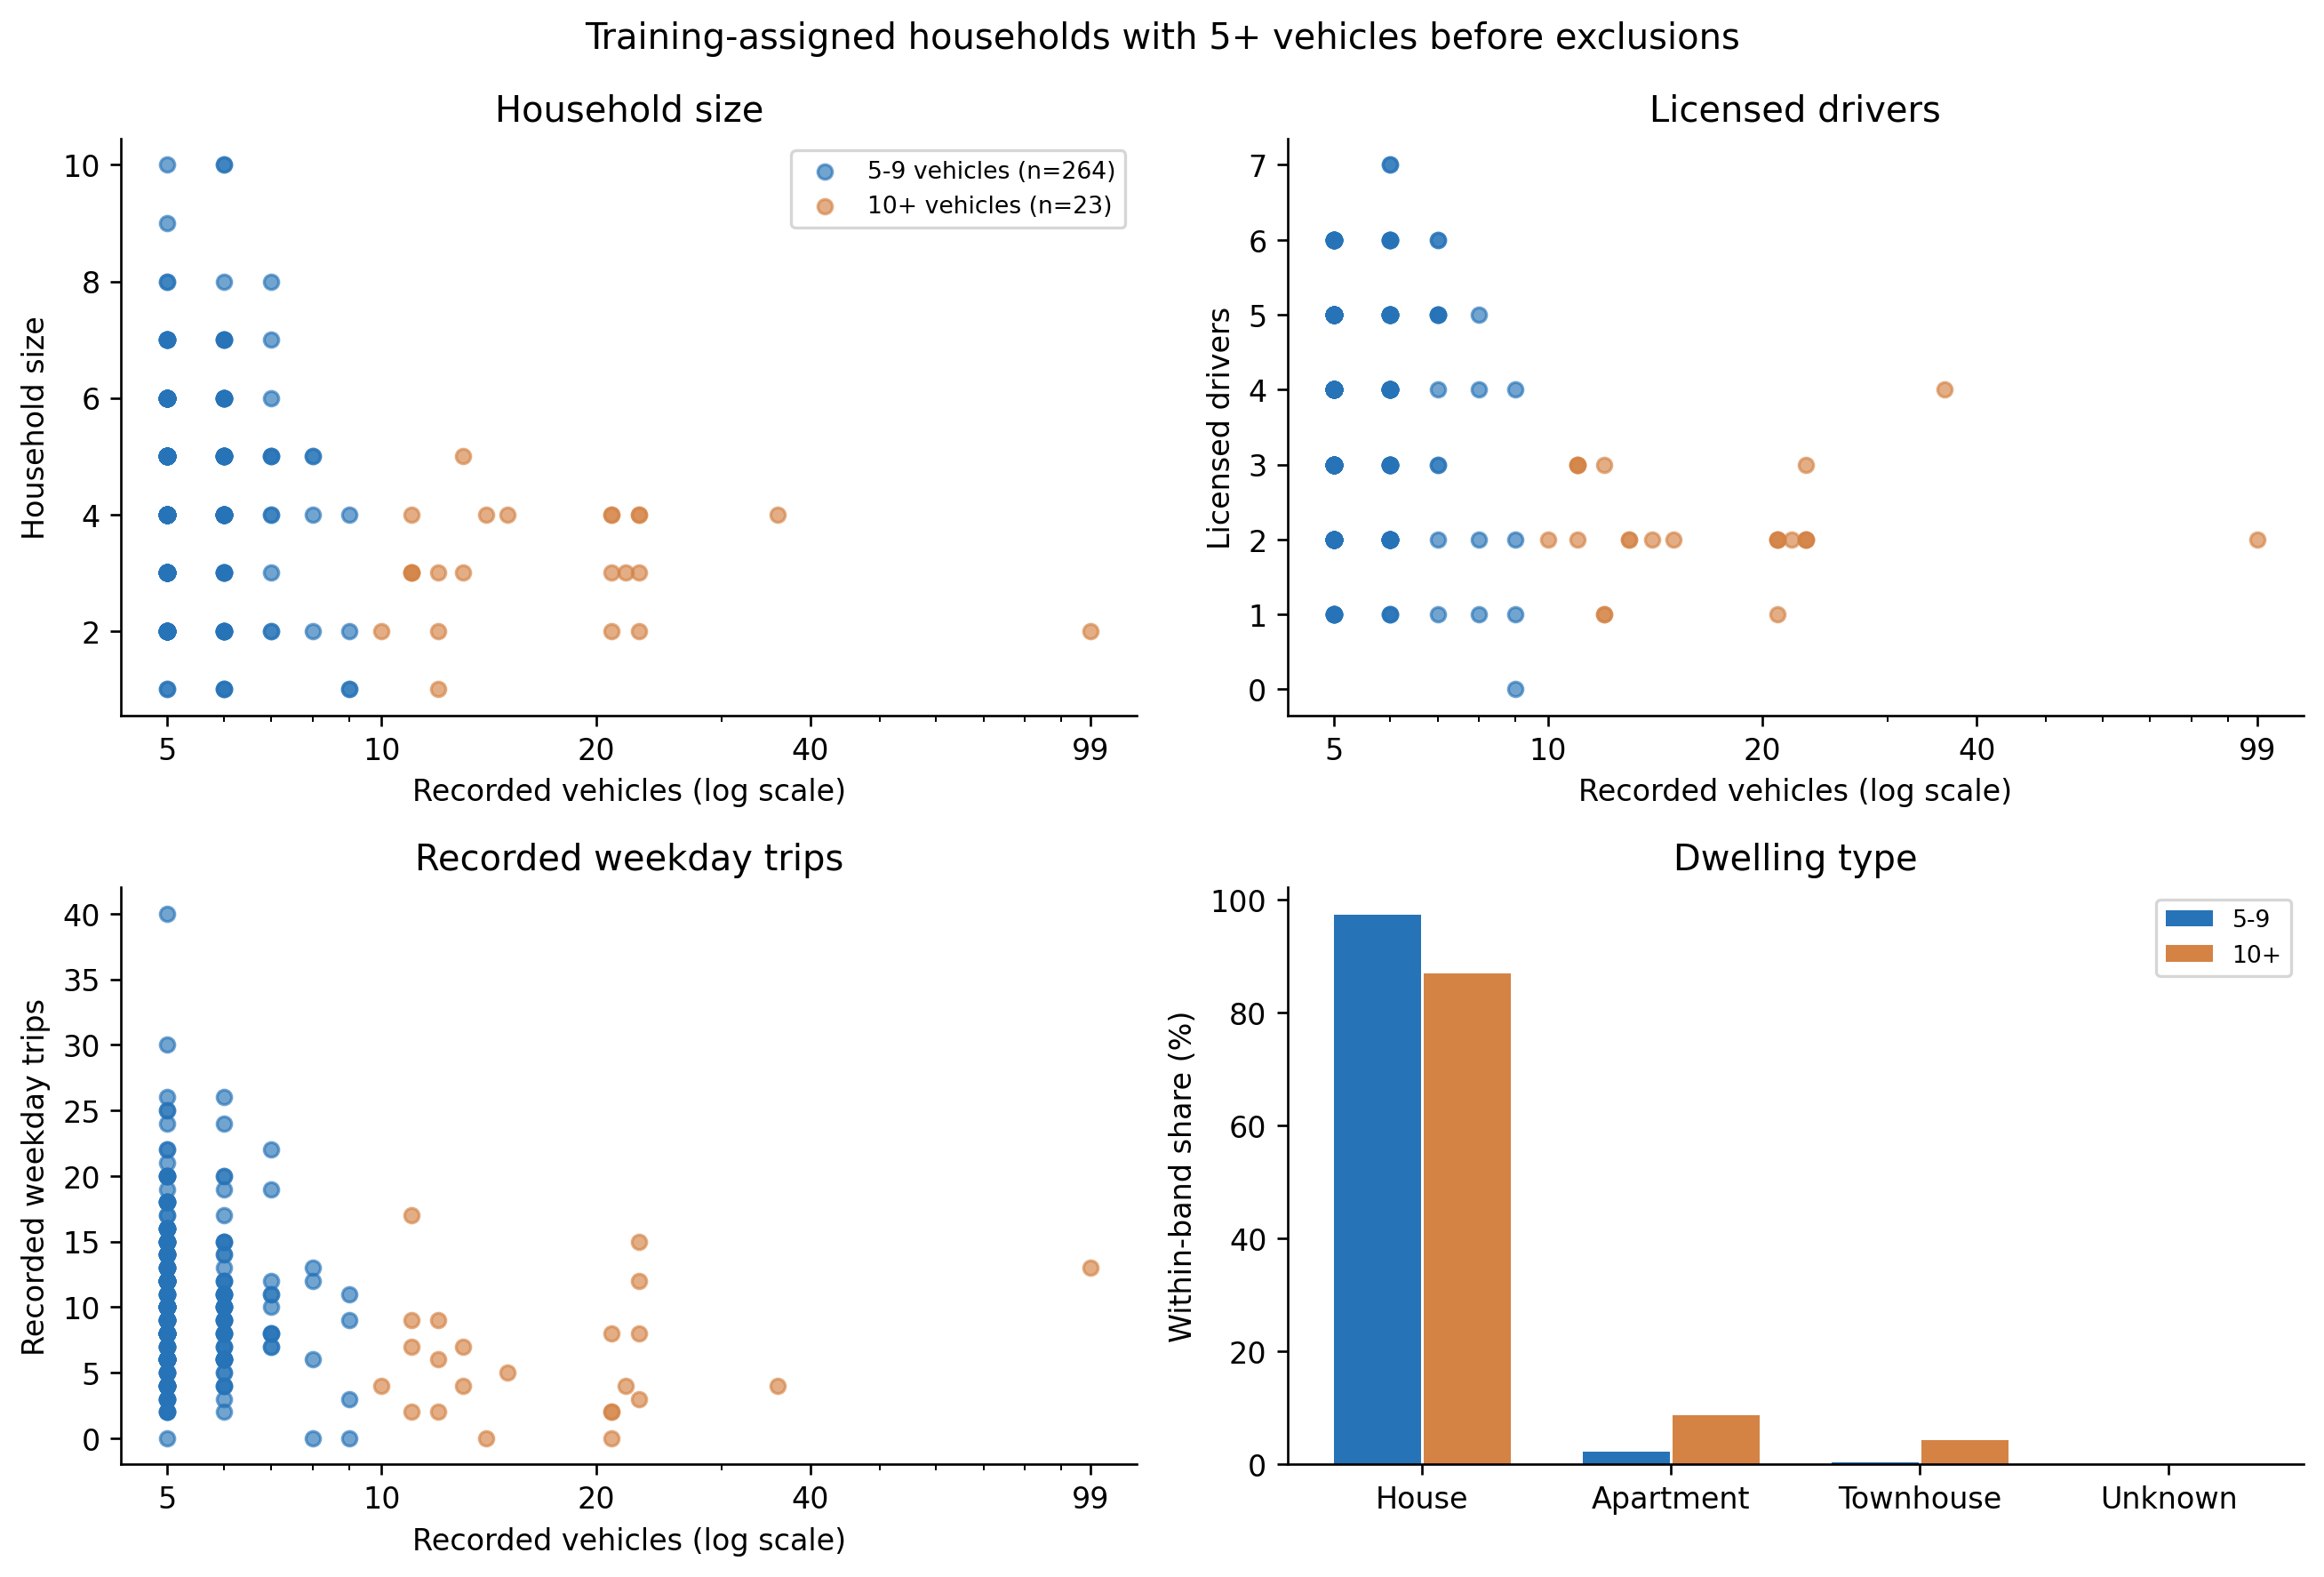 Training-assigned households with 5+ vehicles before exclusions
Household size
Household size
10
8
6
4
2
5-9 vehicles (n=264)
10+ vehicles (n=23)
5 10 20 40 99
Recorded vehicles (log scale)
Licensed drivers
Licensed drivers
7
6
5
4
3
2
1
0
5 10 20 40 99
Recorded vehicles (log scale)
Recorded weekday trips
Recorded weekday trips
40
35
30
25
20
15
10
5
0
5 10 20 40 99
Recorded vehicles (log scale)
Dwelling type
Within-band share (%)
100
80
60
40
20
0
5-9
10+
House Apartment Townhouse Unknown